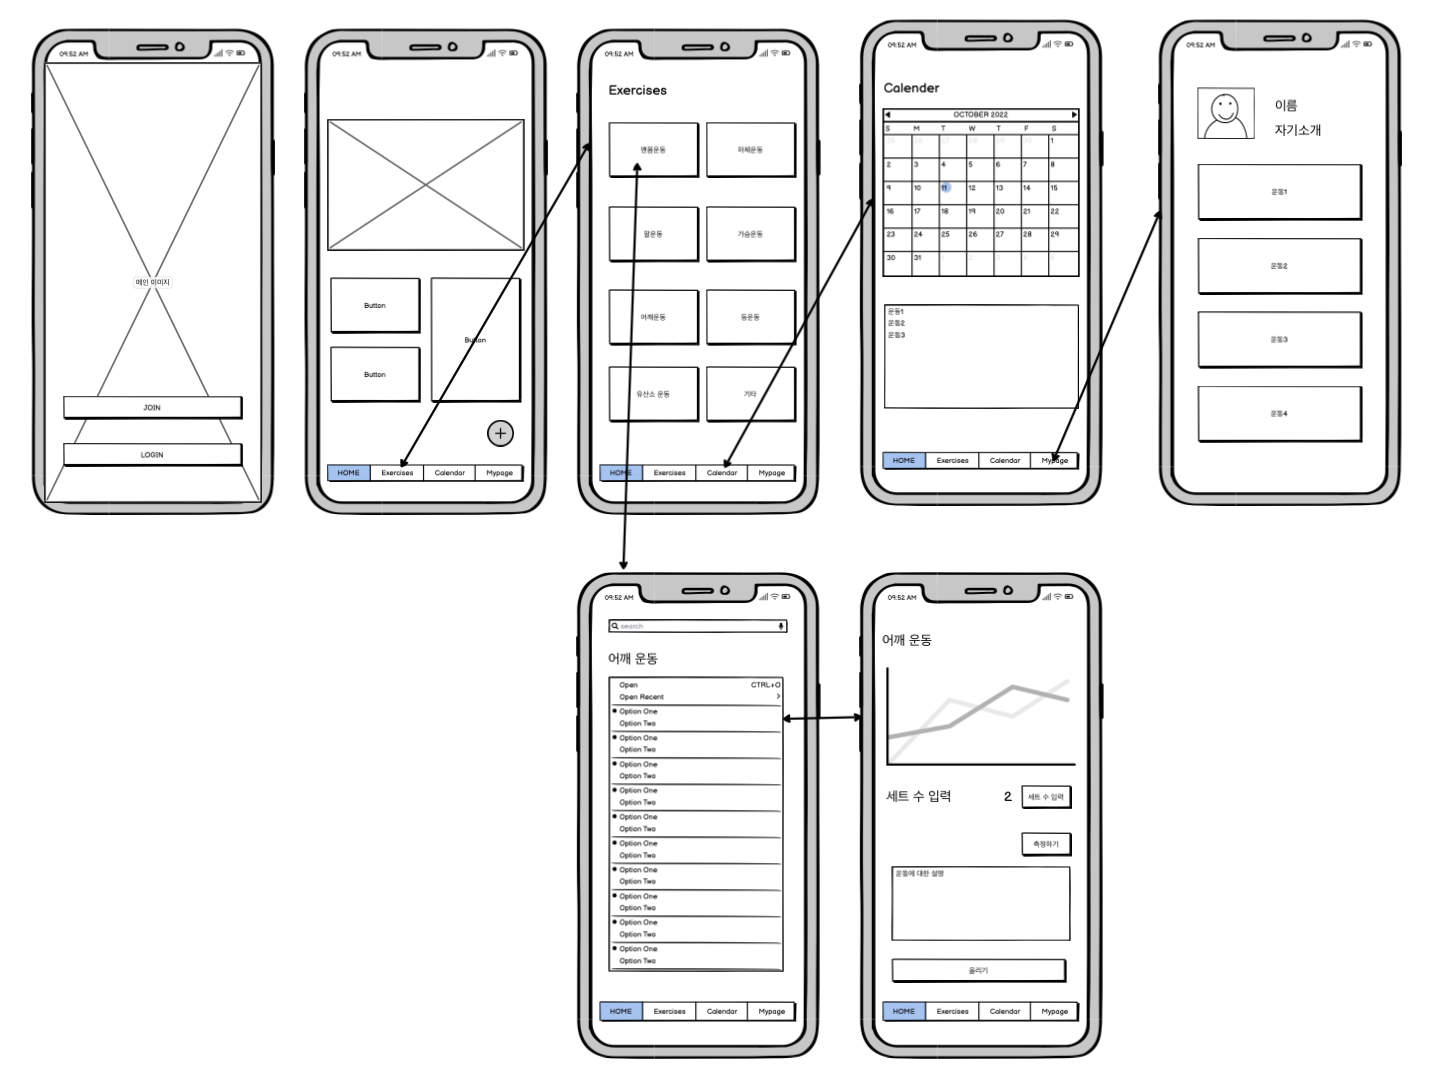 09:52 AM
메인 이미지
JOIN
LOGIN
09:52 AM
Button
Button
Button
+
HOME Exercises Calendar Mypage
09:52 AM
Exercises
맨몸운동 하체운동
팔운동 가슴운동
어깨운동 등운동
유산소 운동 기타
HOME Exercises Calendar Mypage
09:52 AM
Calender
OCTOBER 2022
S M T W T F S
25 26 27 28 29 30 1
2 3 4 5 6 7 8
9 10 11 12 13 14 15
16 17 18 19 20 21 22
23 24 25 26 27 28 29
30 31 1 2 3 4 5
운동1
운동2
운동3
HOME Exercises Calendar Mypage
09:52 AM
이름
자기소개
운동1
운동2
운동3
운동4
09:52 AM
search
어깨 운동
Open CTRL+O
Open Recent >
Option One
Option Two
Option One
Option Two
Option One
Option Two
Option One
Option Two
Option One
Option Two
Option One
Option Two
Option One
Option Two
Option One
Option Two
Option One
Option Two
Option One
Option Two
HOME Exercises Calendar Mypage
09:52 AM
어깨 운동
세트 수 입력 2 세트 수 입력
측정하기
운동에 대한 설명
올리기
HOME Exercises Calendar Mypage